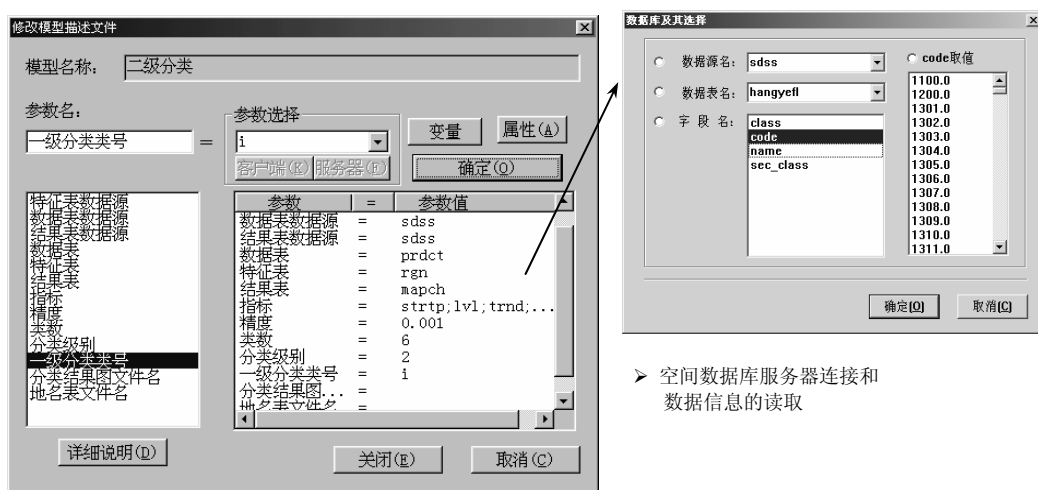 修改模型描述文件
模型名称: 二级分类
参数名:
一级分类类号 =
参数选择
i
变量 属性(A)
客户端(K) 服务器(F)
确定(O)
特征表数据源
数据表数据源
结果表数据源
数据表
特征表
结果表
指标
精度
类数
分类级别
一级分类类号
分类结果图文件名
地名表文件名
参数 = 参数值
数据表数据源 = sdss
结果表数据源 = sdss
数据表 = prdct
特征表 = rgn
结果表 = mapch
指标 = strtp;lvl;trnd;...
精度 = 0.001
类数 = 6
分类级别 = 2
一级分类类号 = i
分类结果图... =
地名表文件名 =
详细说明(D)
关闭(E) 取消(C)
数据库及其选择
数据源名: sdss
数据表名: hangyefl
字 段 名:
class
code
name
sec_class
code取值
1100.0
1200.0
1301.0
1302.0
1303.0
1304.0
1305.0
1306.0
1307.0
1308.0
1309.0
1310.0
1311.0
确定[O] 取消[C]
➢ 空间数据库服务器连接和
数据信息的读取